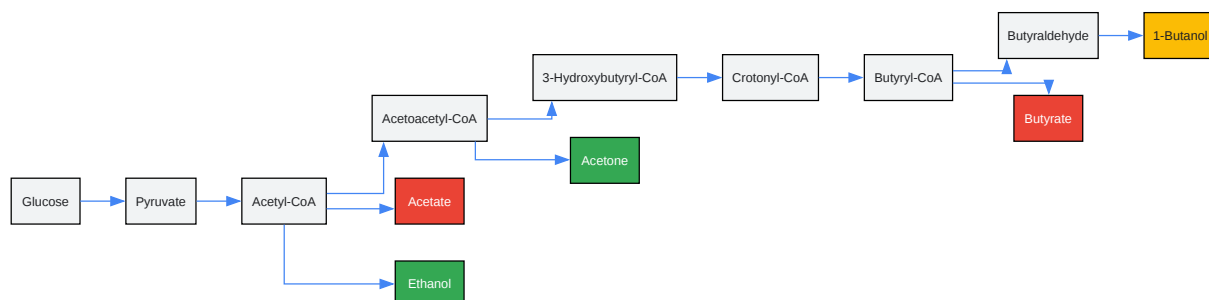 Butyraldehyde
1-Butanol
3-Hydroxybutyryl-CoA
Crotonyl-CoA
Butyryl-CoA
Acetoacetyl-CoA
Butyrate
Acetone
Glucose
Pyruvate
Acetyl-CoA
Acetate
Ethanol